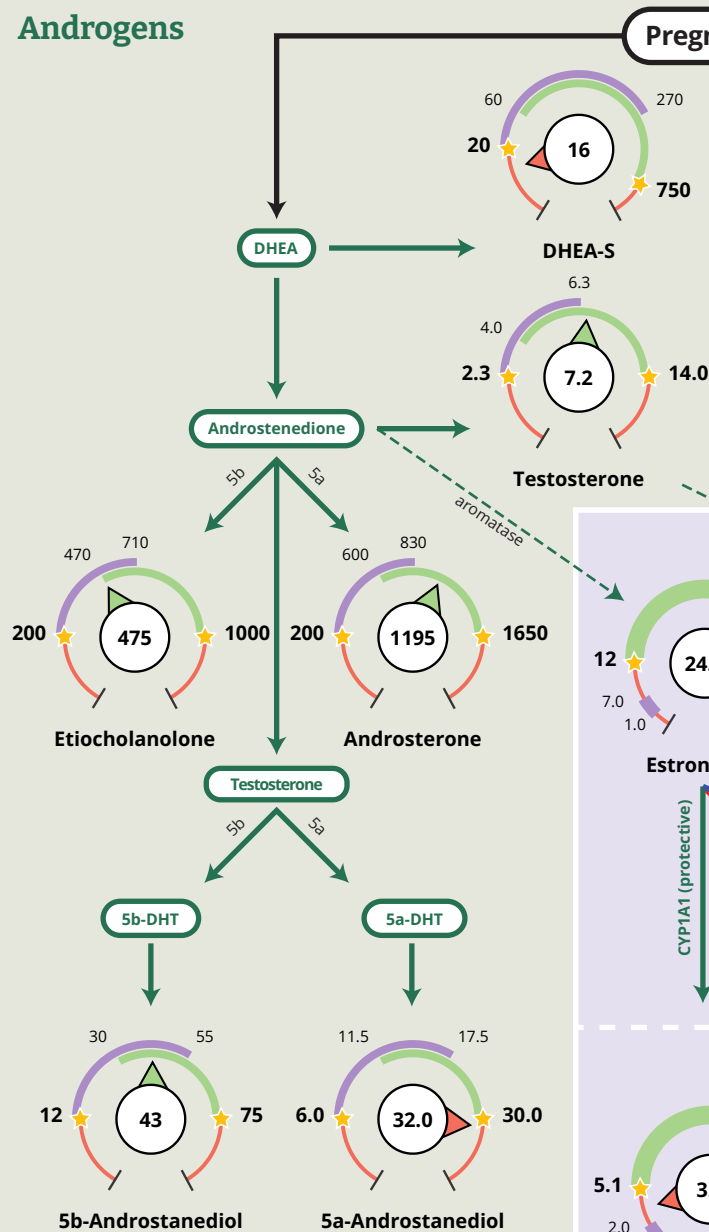 Androgens
Pregn
60
270
20
16
750
DHEA-S
DHEA
6.3
4.0
2.3
7.2
14.0
Testosterone
Androstenedione
5b
5a
aromatase
470
710
200
475
1000
Etiocholanolone
600
830
200
1195
1650
Androsterone
12
24.
7.0
1.0
Estron
Testosterone
5b
5a
CYP1A1 (protective)
5b-DHT
5a-DHT
30
55
12
43
75
5b-Androstanediol
11.5
17.5
6.0
32.0
30.0
5a-Androstanediol
5.1
3.
2.0